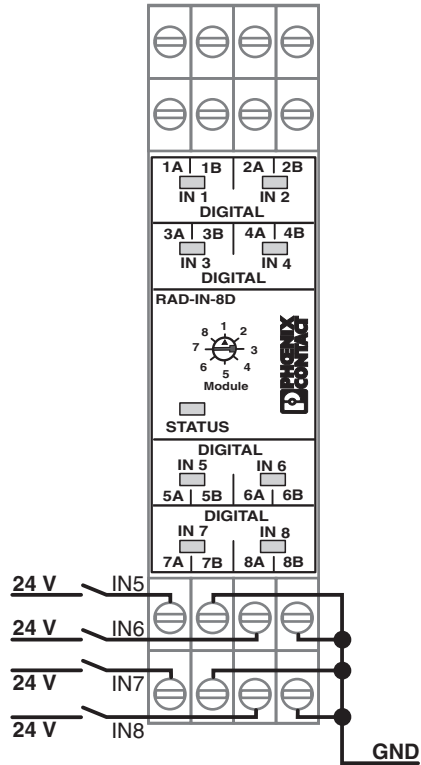 1A 1B 2A 2B
IN 1 IN 2
DIGITAL
3A 3B 4A 4B
IN 3 IN 4
DIGITAL
RAD-IN-8D
1
8 2
7 3
6 4
5
Module
PHŒNIX
CONTACT
STATUS
DIGITAL
IN 5 IN 6
5A 5B 6A 6B
DIGITAL
IN 7 IN 8
7A 7B 8A 8B
24 V IN5
24 V IN6
24 V IN7
24 V IN8
GND